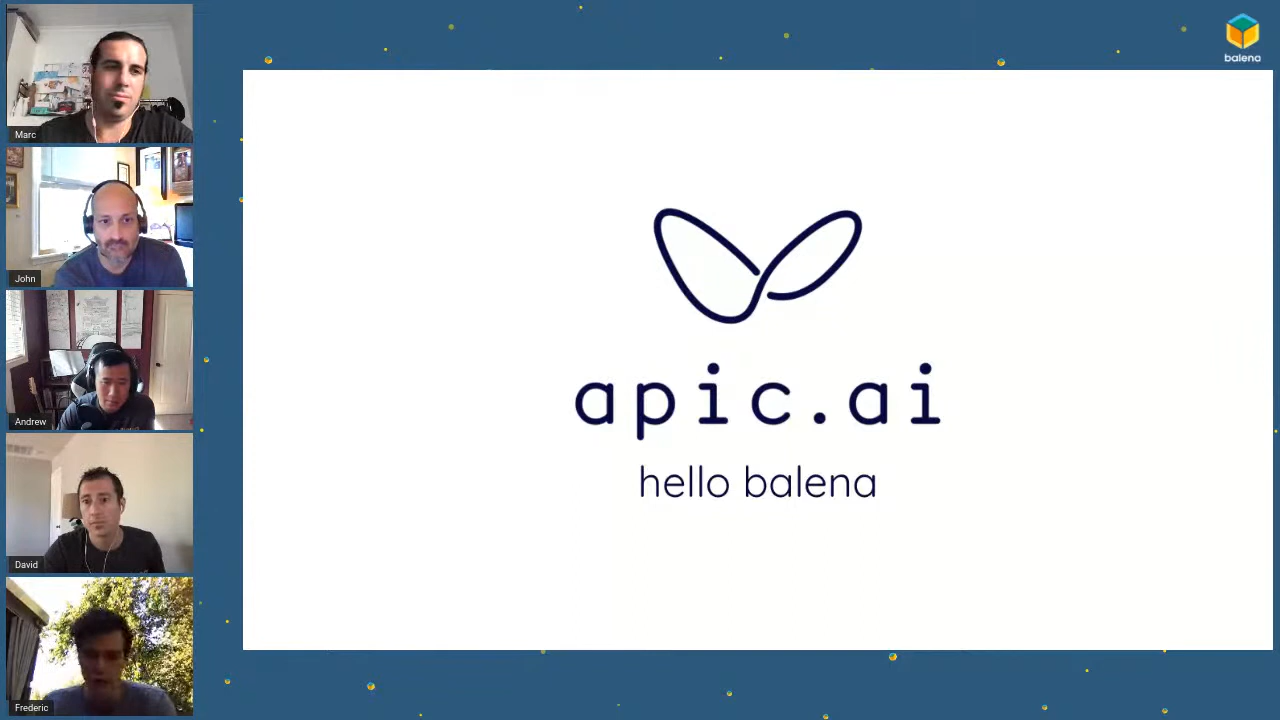 balena
Marc
John
Andrew
David
Frederic
apic.ai
hello balena